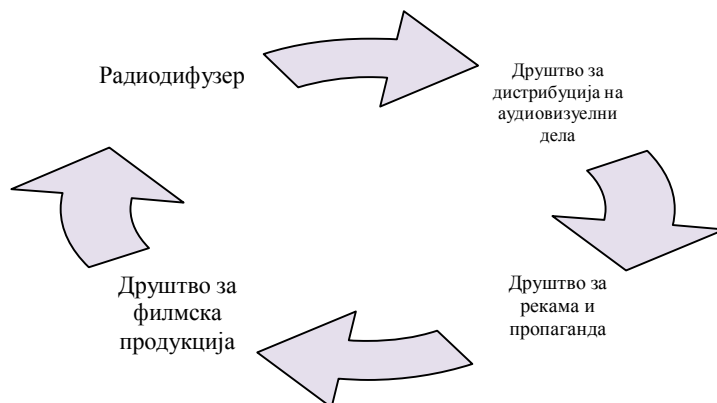 Радиодифузер
Друштво за
дистрибуција на
аудиовизуелни
дела
Друштво за
рекама и
пропаганда
Друштво за
филмска
продукција